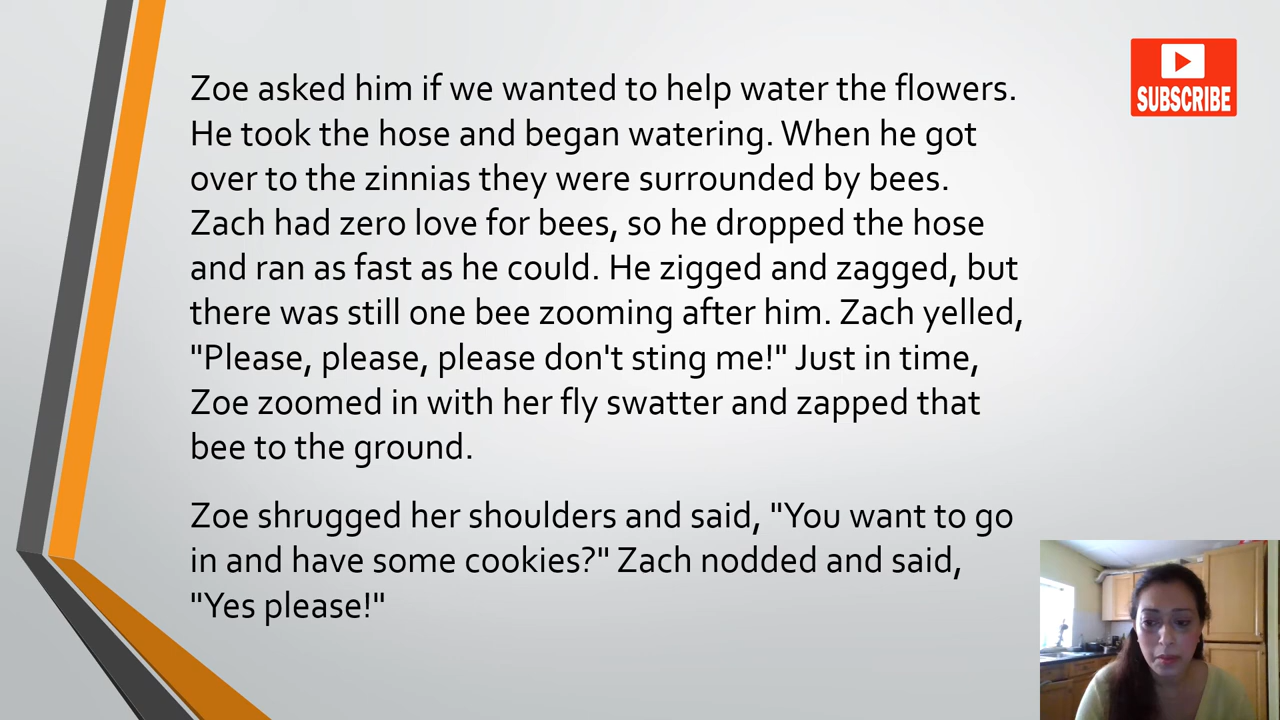 Zoe asked him if we wanted to help water the flowers.
He took the hose and began watering. When he got
over to the zinnias they were surrounded by bees.
Zach had zero love for bees, so he dropped the hose
and ran as fast as he could. He zigged and zagged, but
there was still one bee zooming after him. Zach yelled,
"Please, please, please don't sting me!" Just in time,
Zoe zoomed in with her fly swatter and zapped that
bee to the ground.
Zoe shrugged her shoulders and said, "You want to go
in and have some cookies?" Zach nodded and said,
"Yes please!"
SUBSCRIBE